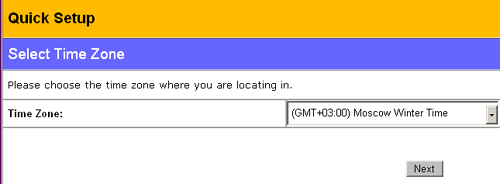 Quick Setup
Select Time Zone
Please choose the time zone where you are locating in.
Time Zone: (GMT+03:00) Moscow Winter Time
Next